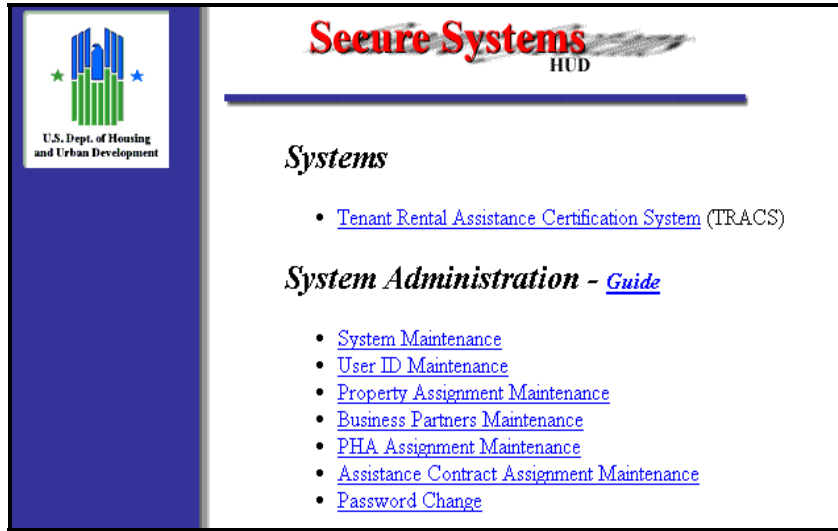 Secure Systems
HUD
U.S. Dept. of Housing
and Urban Development
Systems
• Tenant Rental Assistance Certification System (TRACS)
System Administration - Guide
• System Maintenance
• User ID Maintenance
• Property Assignment Maintenance
• Business Partners Maintenance
• PHA Assignment Maintenance
• Assistance Contract Assignment Maintenance
• Password Change